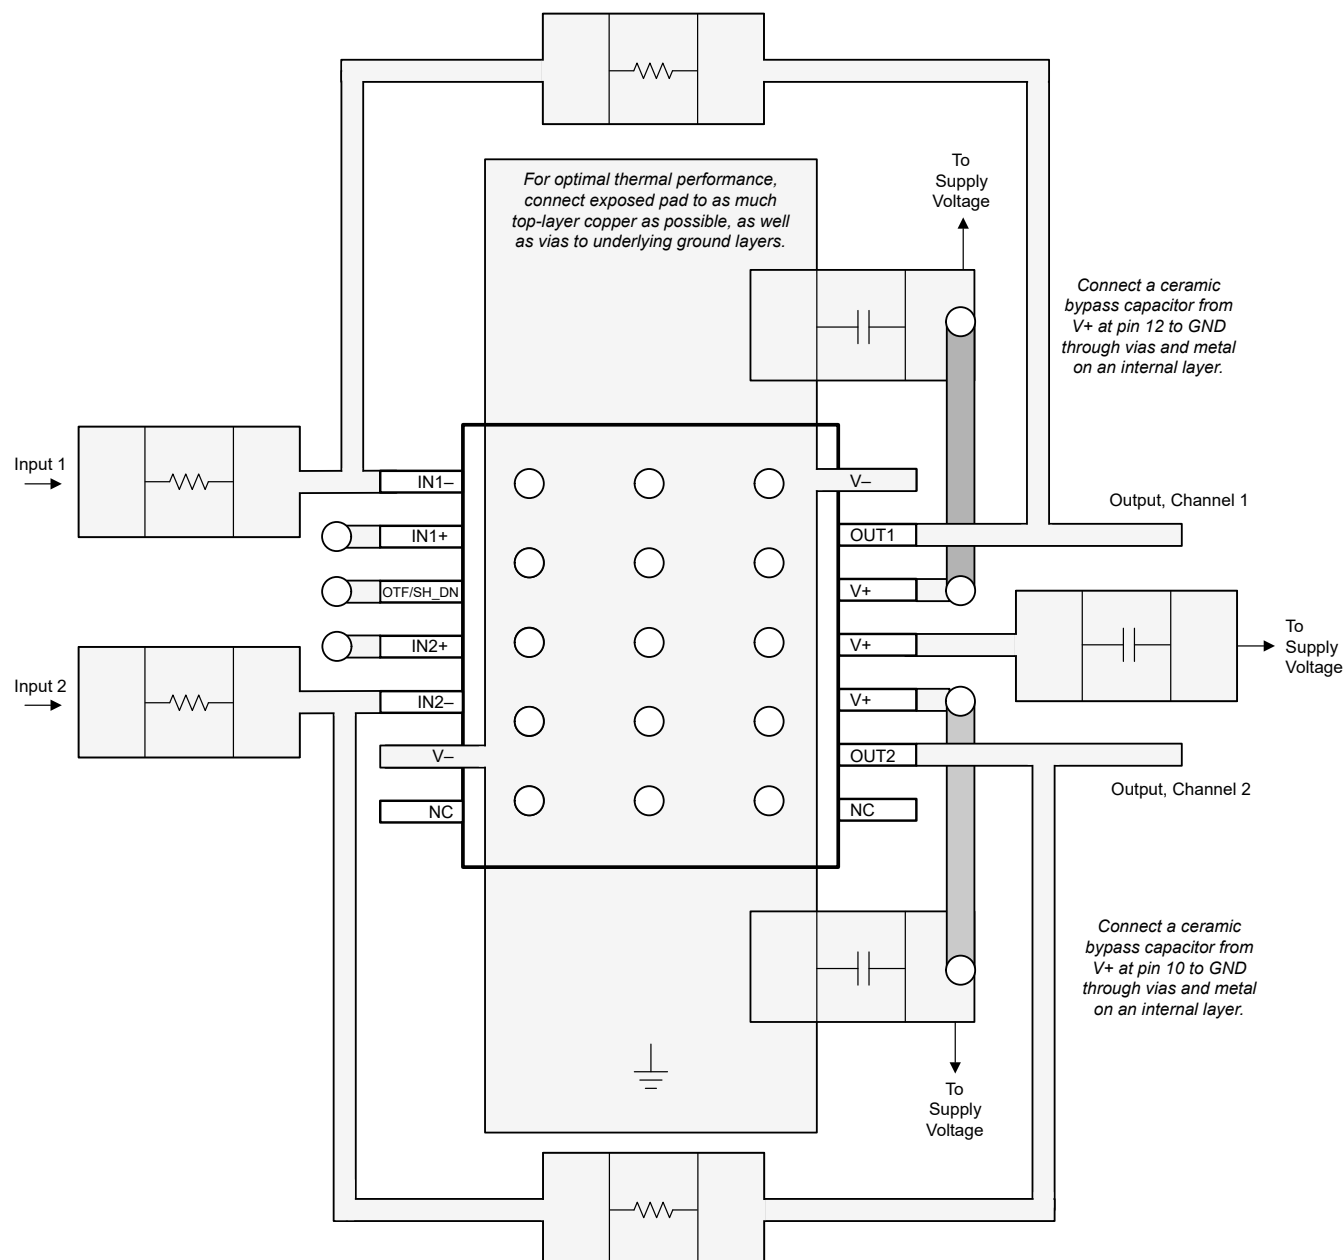 For optimal thermal performance,
connect exposed pad to as much
top-layer copper as possible, as well
as vias to underlying ground layers.
To
Supply
Voltage
Connect a ceramic
bypass capacitor from
V+ at pin 12 to GND
through vias and metal
on an internal layer.
Input 1
IN1–
IN1+
OTF/SH_DN
IN2+
Input 2
IN2–
V–
NC
V–
OUT1
V+
V+
V+
OUT2
NC
Output, Channel 1
To
Supply
Voltage
Output, Channel 2
Connect a ceramic
bypass capacitor from
V+ at pin 10 to GND
through vias and metal
on an internal layer.
To
Supply
Voltage